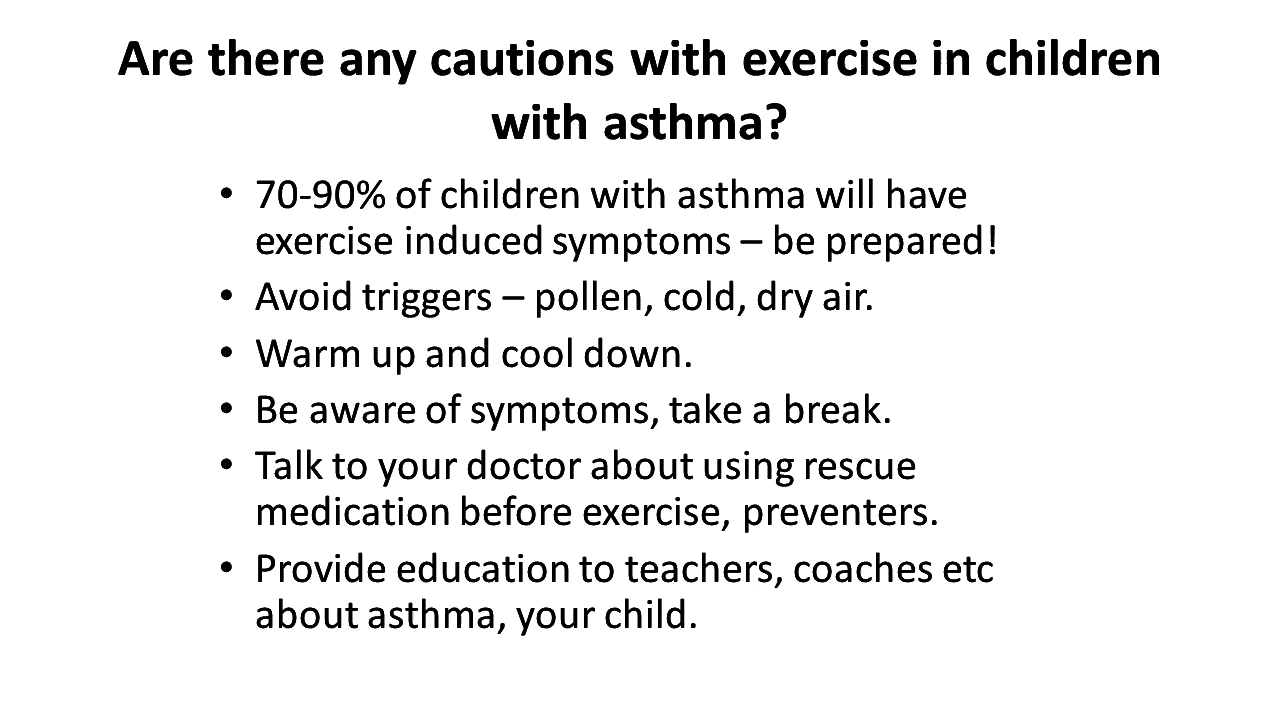 Are there any cautions with exercise in children
with asthma?
• 70-90% of children with asthma will have
exercise induced symptoms – be prepared!
• Avoid triggers – pollen, cold, dry air.
• Warm up and cool down.
• Be aware of symptoms, take a break.
• Talk to your doctor about using rescue
medication before exercise, preventers.
• Provide education to teachers, coaches etc
about asthma, your child.